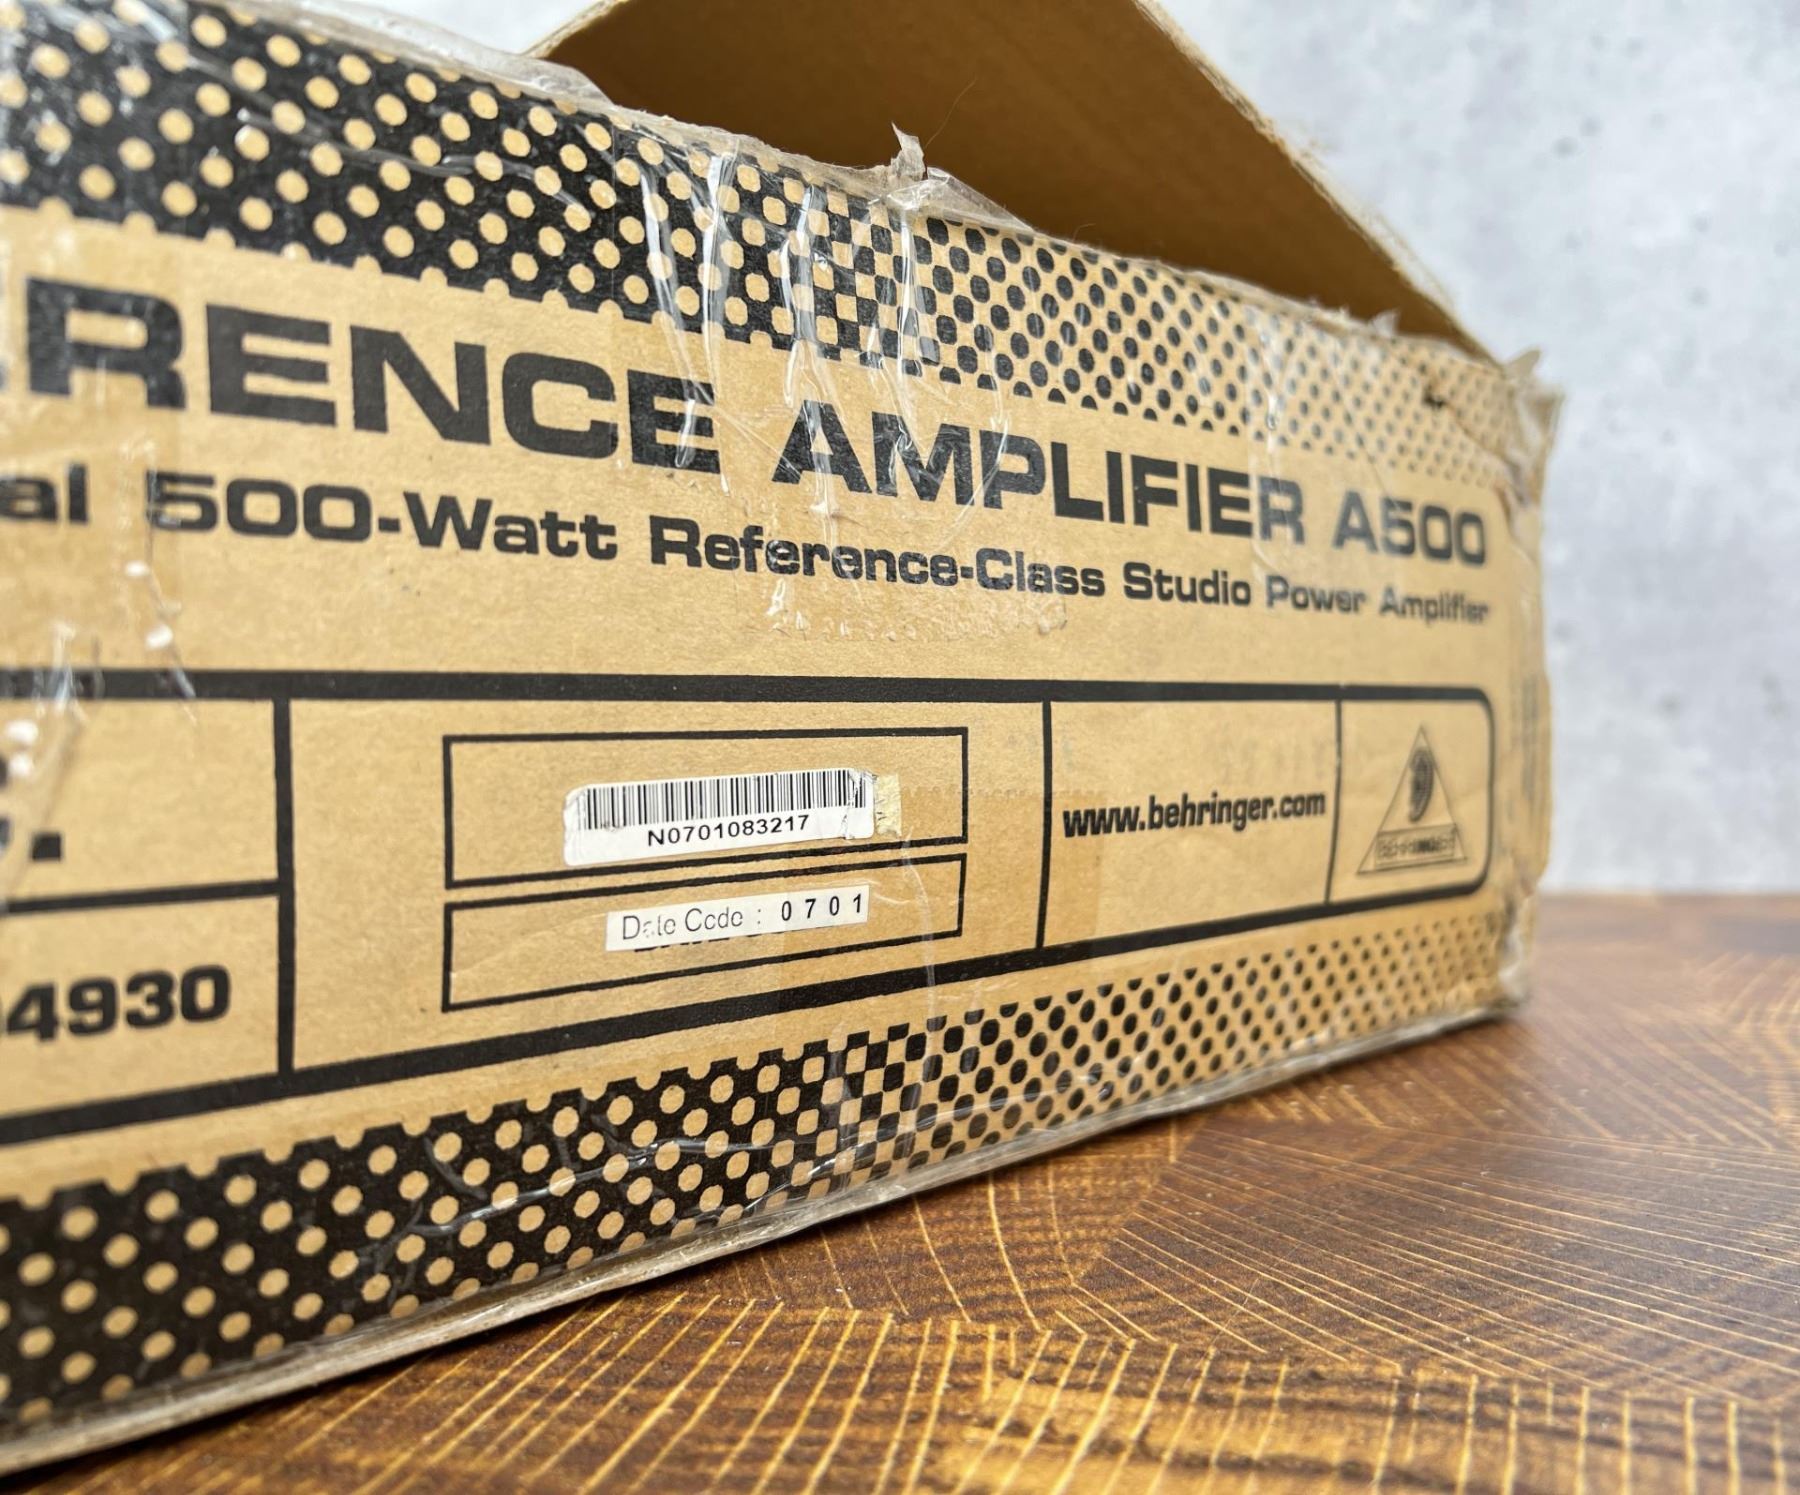 RENCE AMPLIFIER A500
al 500-Watt Reference-Class Studio Power Amplifier
N0701083217
Date Code : 0701
www.behringer.com
BEHRINGER
4930